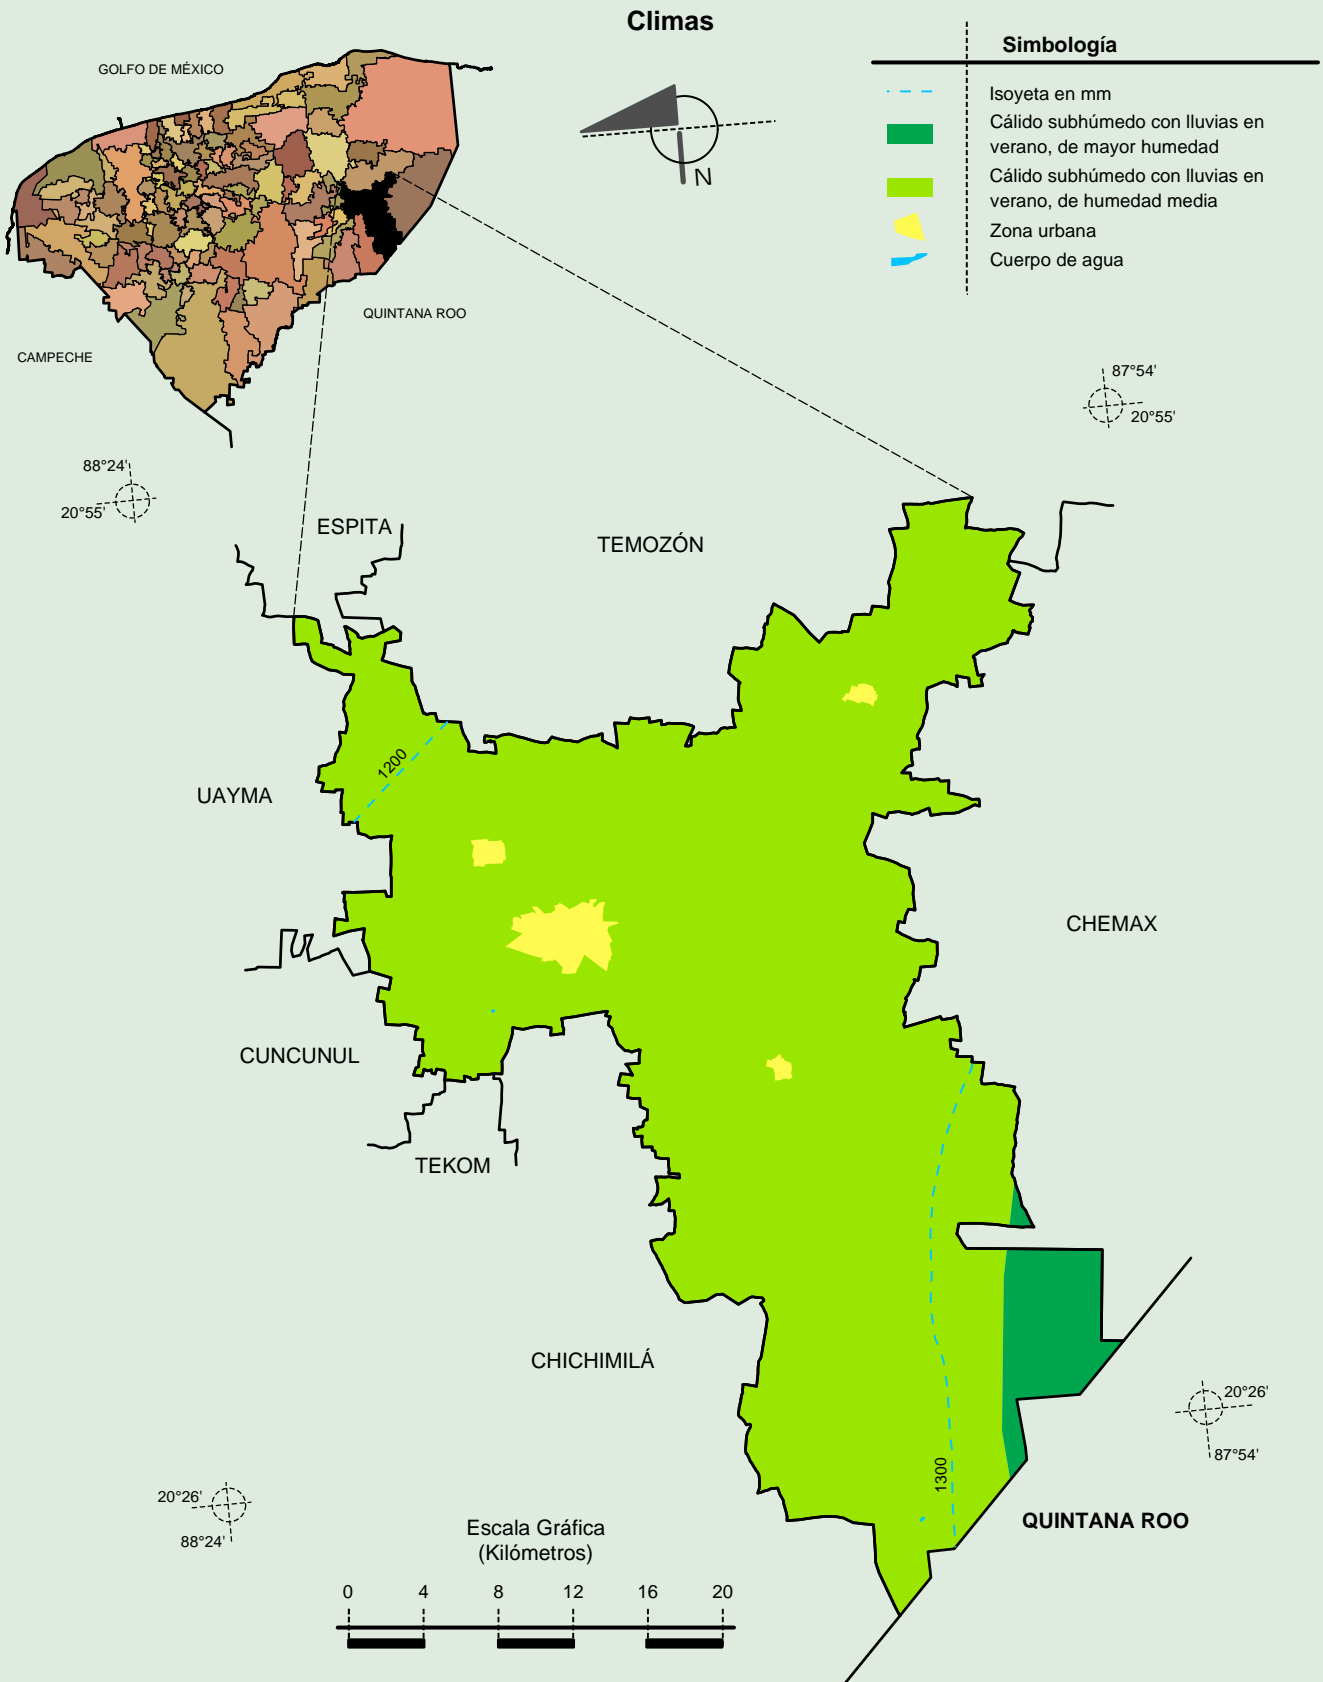 Climas
Simbología
GOLFO DE MÉXICO
Isoyeta en mm
Cálido subhúmedo con lluvias en
verano, de mayor humedad
Cálido subhúmedo con lluvias en
verano, de humedad media
Zona urbana
Cuerpo de agua
N
QUINTANA ROO
CAMPECHE
87°54'
20°55'
88°24'
20°55'
ESPITA
TEMOZÓN
1200
UAYMA
CHEMAX
CUNCUNUL
TEKOM
CHICHIMILÁ
20°26'
87°54'
1300
20°26'
88°24'
QUINTANA ROO
Escala Gráfica
(Kilómetros)
0 4 8 12 16 20